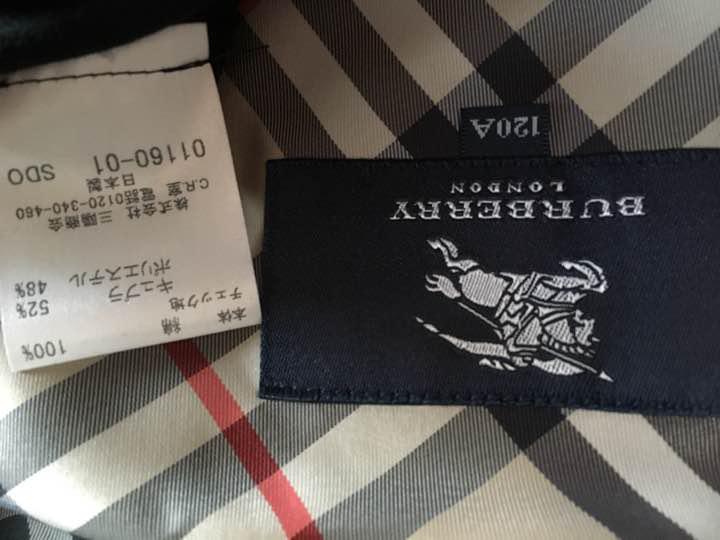 BURBERRY
LONDON
120A
本体 綿 100%
チェック地
キュプラ 52%
ポリエステル 48%
株式会社 三陽商会
C.R.室 電話0120-340-460
日本製
01160-01 SDO